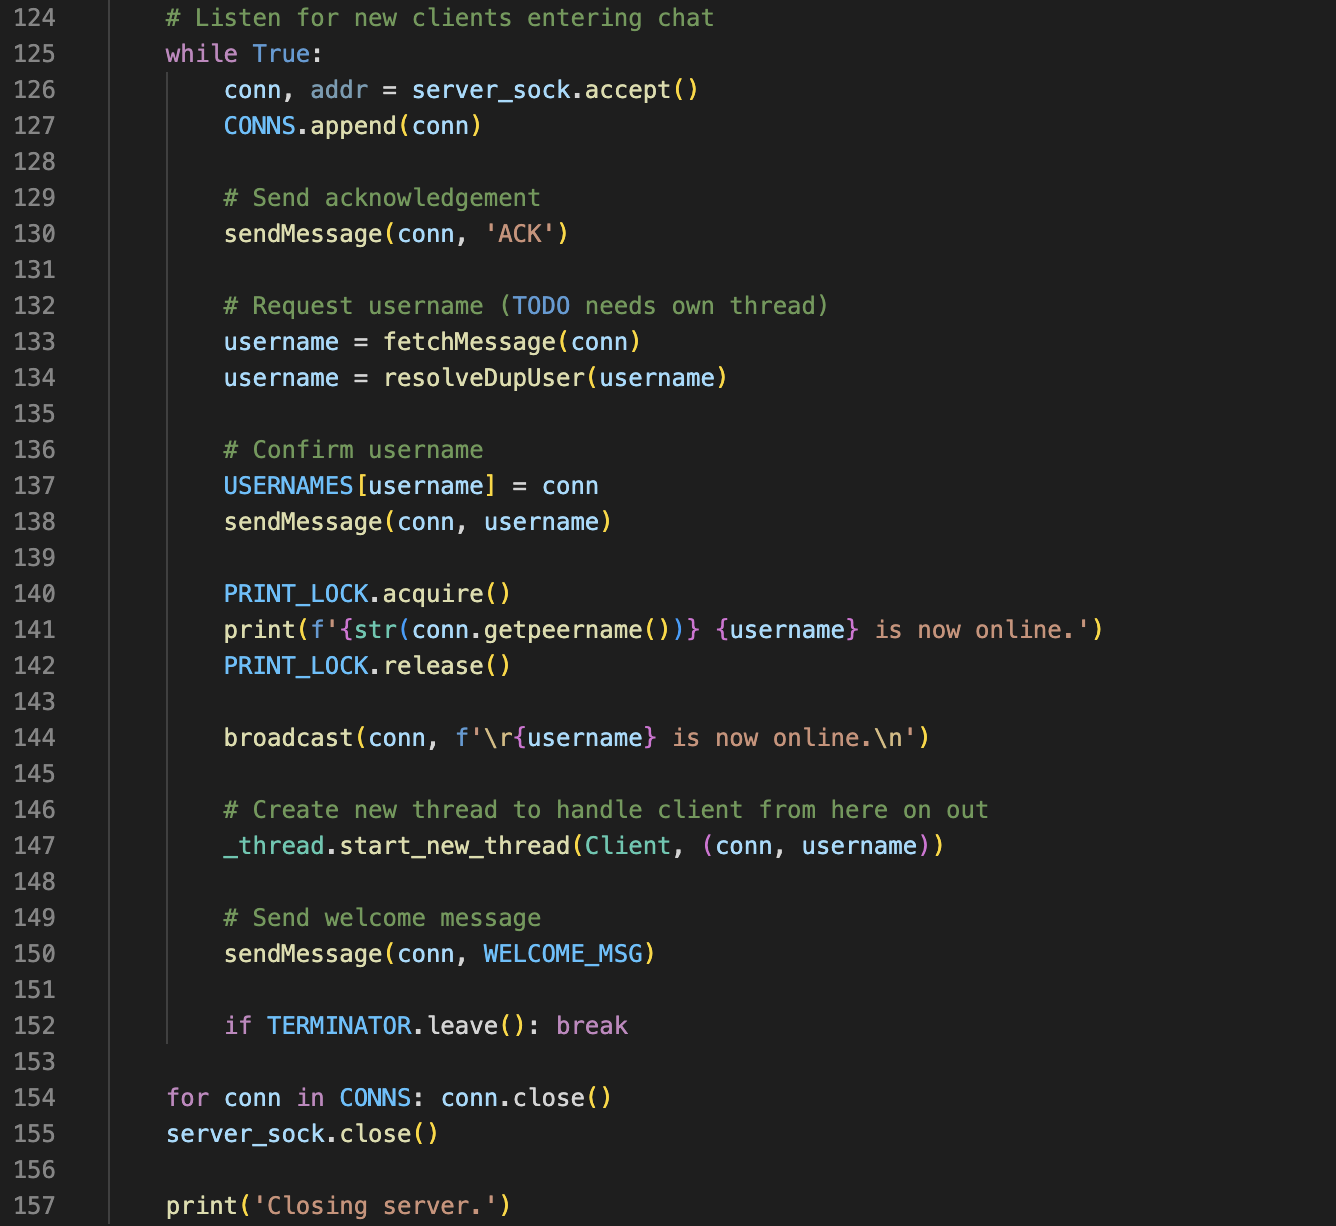 124 # Listen for new clients entering chat
125 while True:
126 conn, addr = server_sock.accept()
127 CONNS.append(conn)
128
129 # Send acknowledgement
130 sendMessage(conn, 'ACK')
131
132 # Request username (TODO needs own thread)
133 username = fetchMessage(conn)
134 username = resolveDupUser(username)
135
136 # Confirm username
137 USERNAMES[username] = conn
138 sendMessage(conn, username)
139
140 PRINT_LOCK.acquire()
141 print(f'{str(conn.getpeername())} {username} is now online.')
142 PRINT_LOCK.release()
143
144 broadcast(conn, f'\r{username} is now online.\n')
145
146 # Create new thread to handle client from here on out
147 _thread.start_new_thread(Client, (conn, username))
148
149 # Send welcome message
150 sendMessage(conn, WELCOME_MSG)
151
152 if TERMINATOR.leave(): break
153
154 for conn in CONNS: conn.close()
155 server_sock.close()
156
157 print('Closing server.')